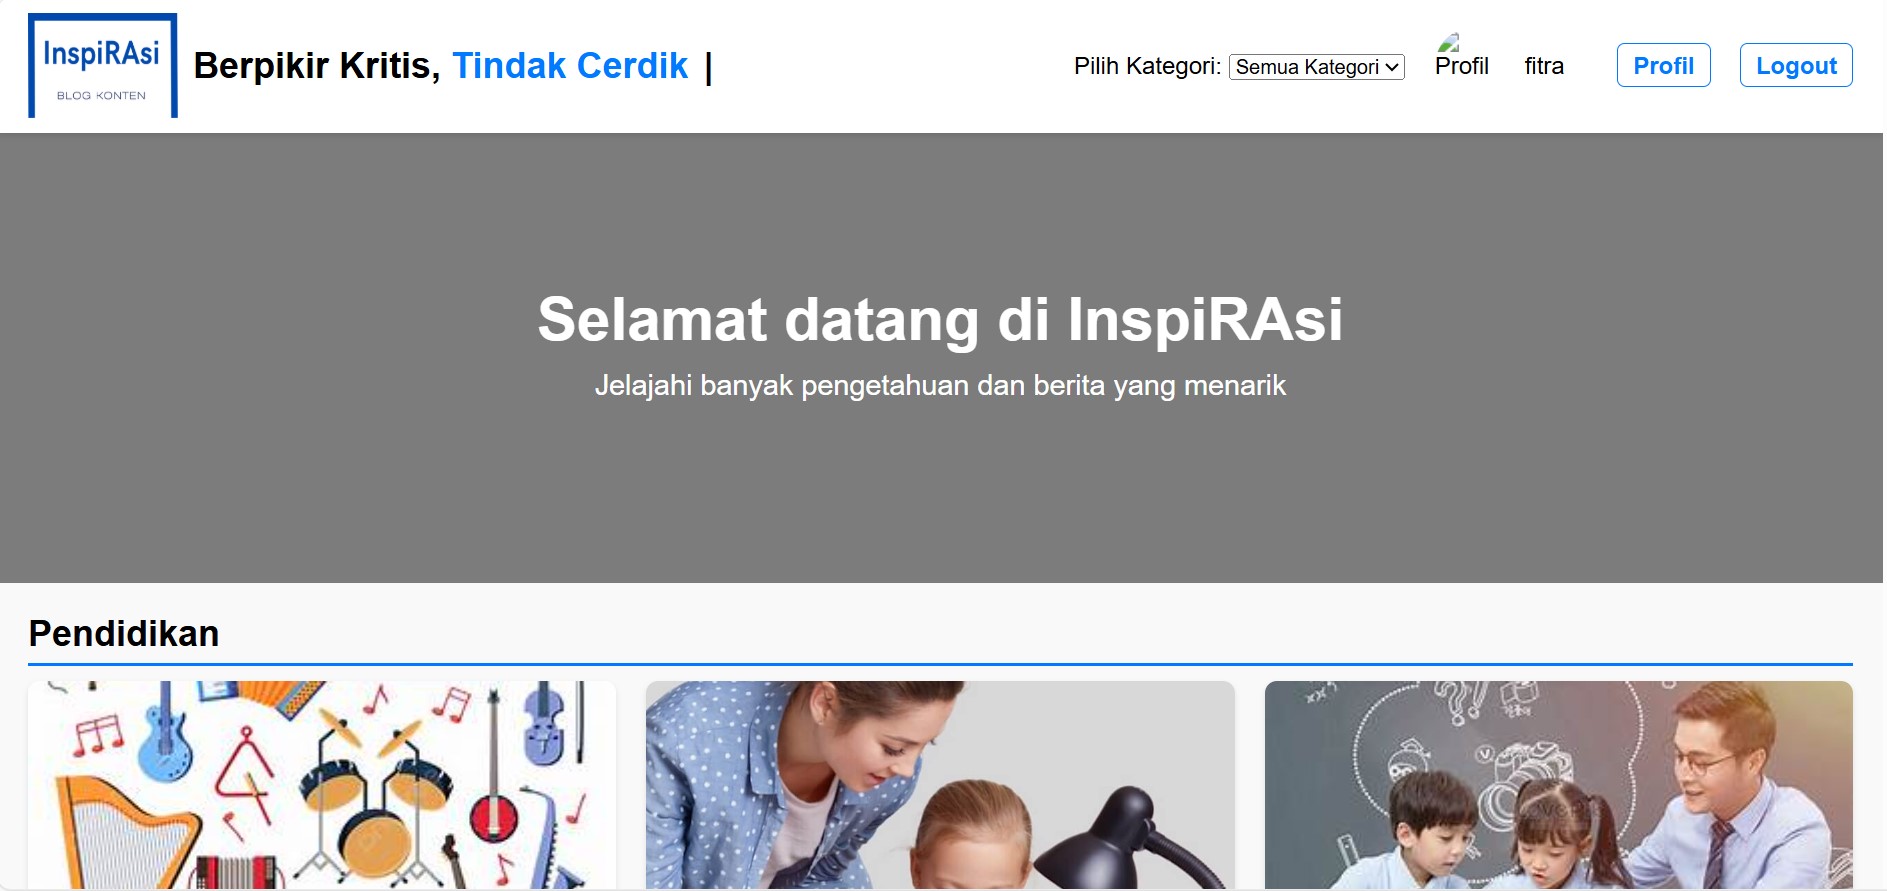 InspiRAsi
BLOG KONTEN
Berpikir Kritis, Tindak Cerdik |
Pilih Kategori: Semua Kategori
Profil
fitra
Profil
Logout
Selamat datang di InspiRAsi
Jelajahi banyak pengetahuan dan berita yang menarik
Pendidikan